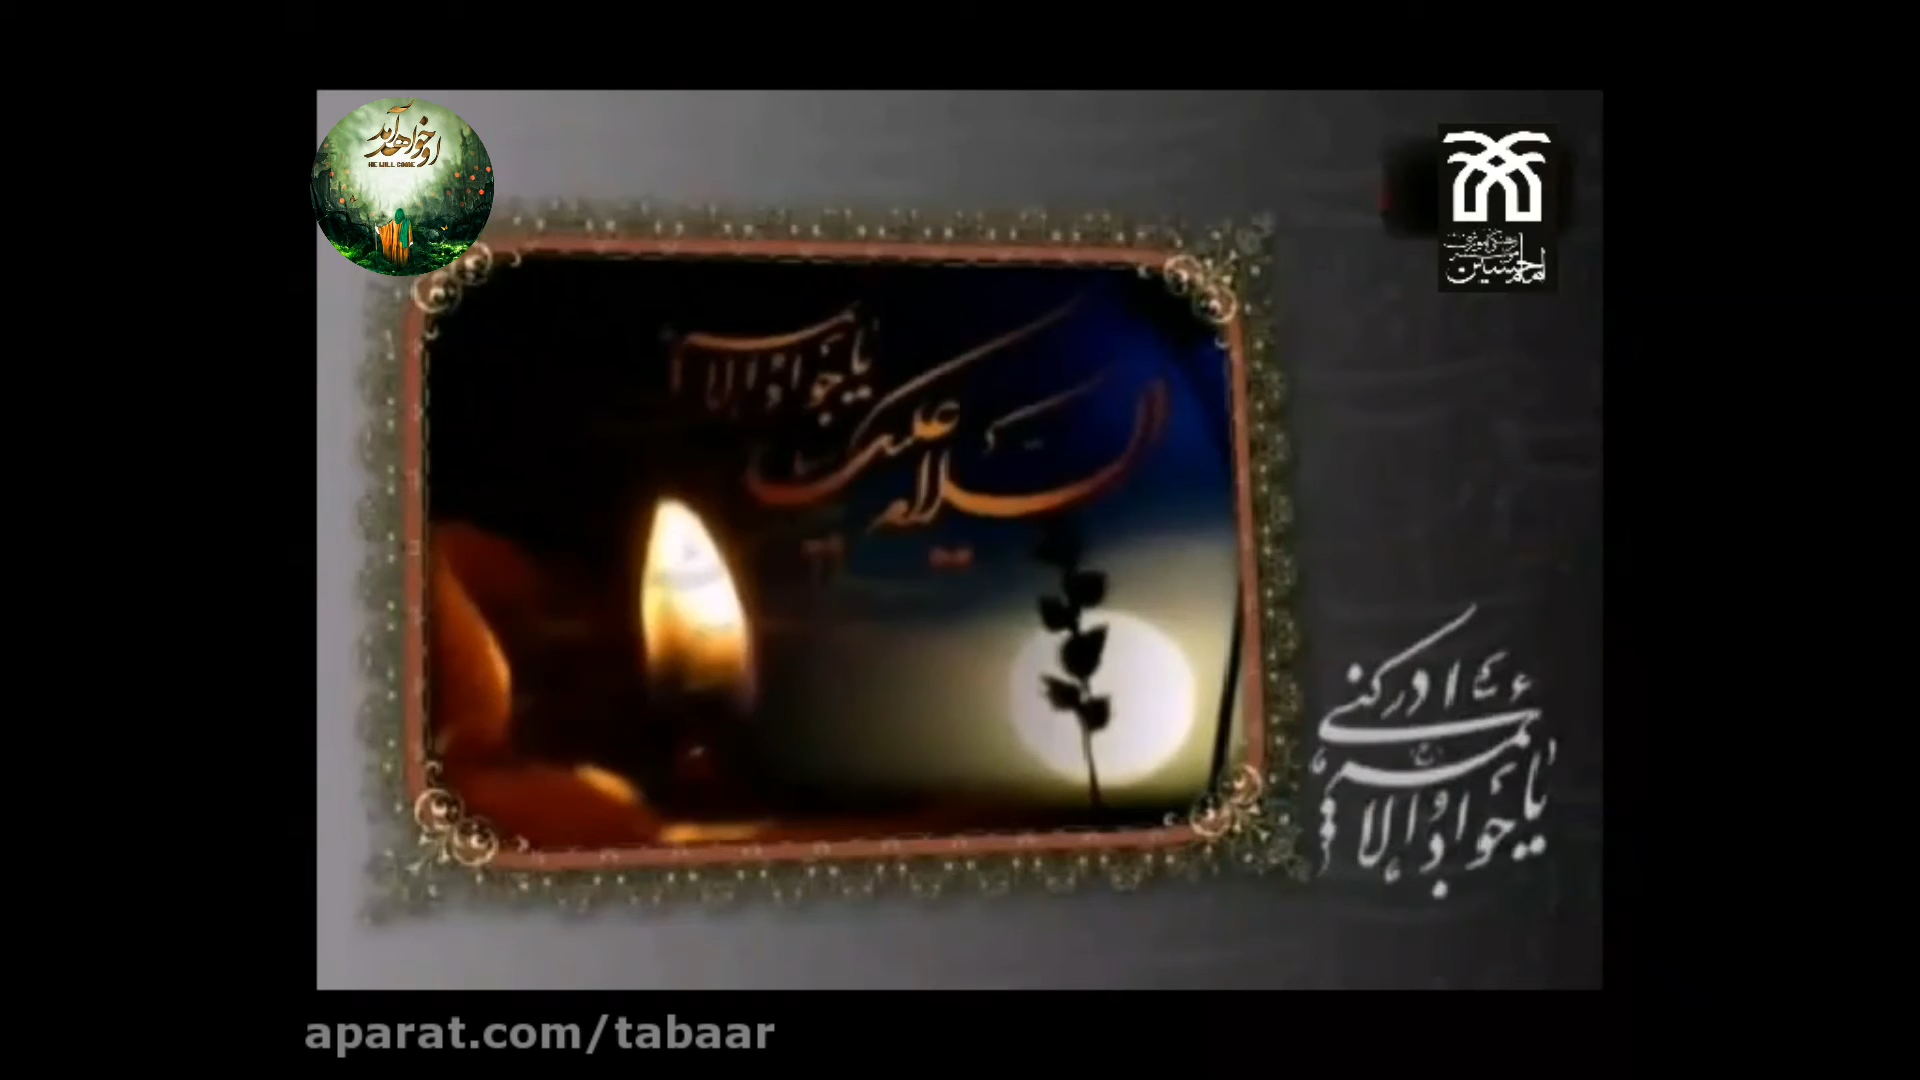 او خواهد آمد
HE WILL COME
امام حسین
السلام علیک
یا جواد الائمه
یا جواد الائمه (ع)
ادرکنی
aparat.com/tabaar